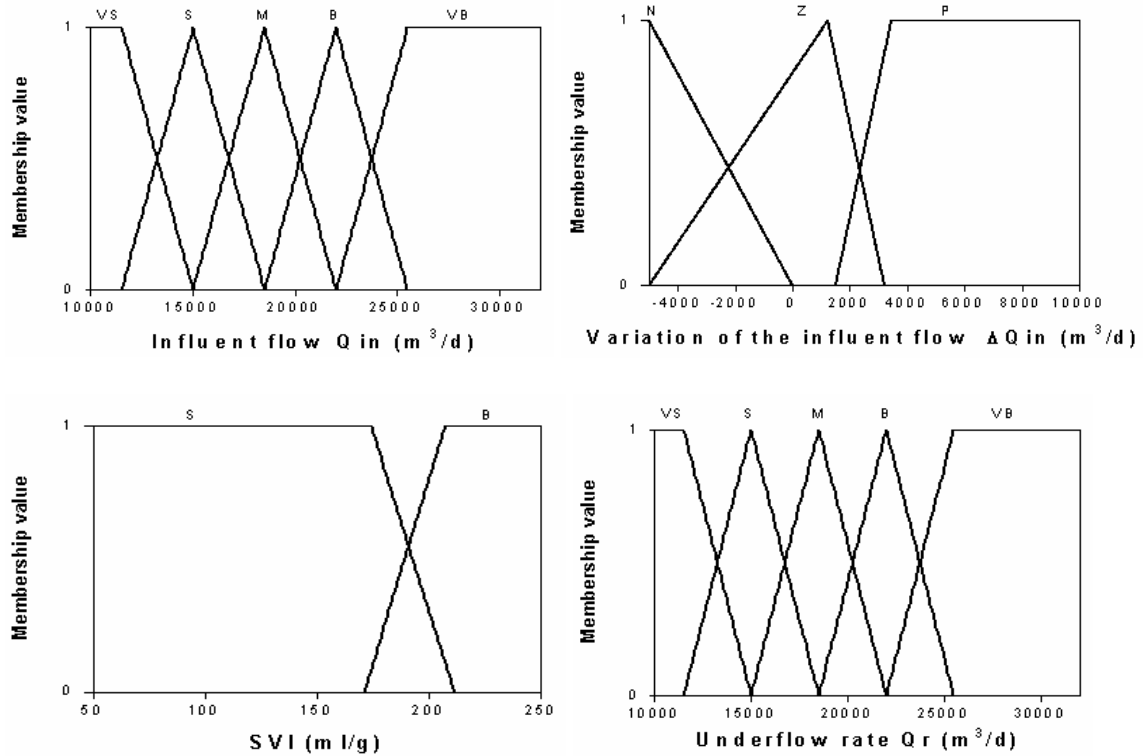 VS S M B VB
1
Membership value
0
10000 15000 20000 25000 30000
Influent flow Qin (m³/d)
N Z P
1
Membership value
0
-4000 -2000 0 2000 4000 6000 8000 10000
Variation of the influent flow ΔQin (m³/d)
S B
1
Membership value
0
50 100 150 200 250
SVI (ml/g)
VS S M B VB
1
Membership value
0
10000 15000 20000 25000 30000
Underflow rate Qr (m³/d)